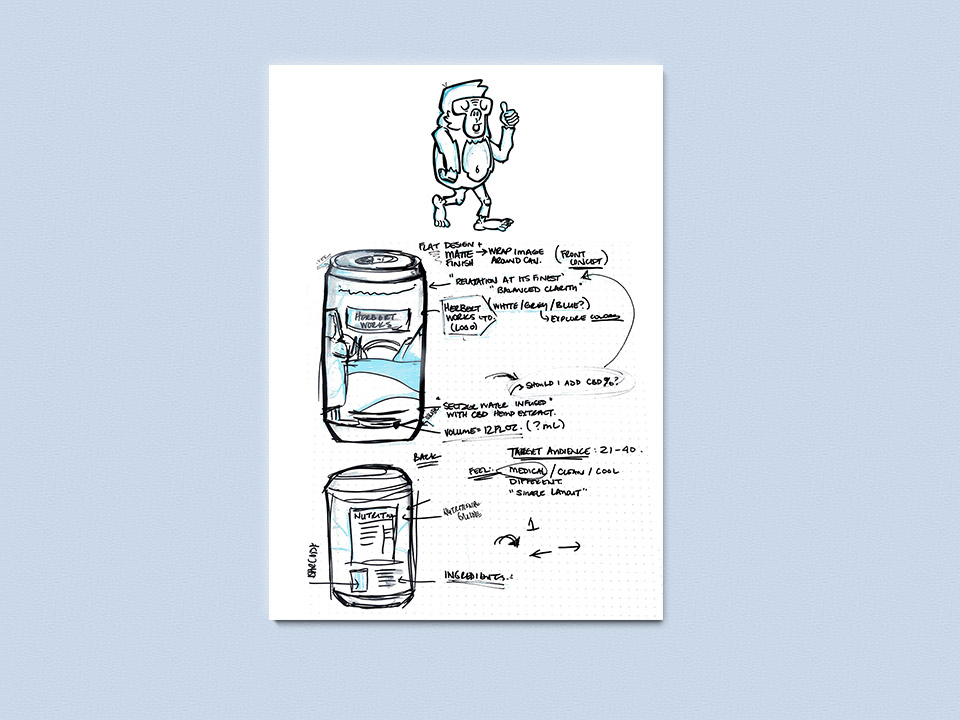 FLAT DESIGN +
MATTE FINISH → WRAP IMAGE AROUND CAN. (FRONT CONCEPT)
"RELAXATION AT ITS FINEST"
"BALANCED CLARITY"
HERBERT WORKS LTD. (LOGO)
(WHITE/GREY/BLUE?)
EXPLORE COLORS
HERBERT
WORKS
SHOULD I ADD CBD %?
"SELTZER WATER INFUSED"
WITH CBD HEMP EXTRACT.
VOLUME = 12 FL OZ. (? mL)
TARGET AUDIENCE: 21-40.
BACK
FEEL: MEDICAL / CLEAN / COOL
DIFFERENT
"SIMPLE LAYOUT"
NUTRITION
NUTRITIONAL
1
BARCODE
INGREDIENTS: